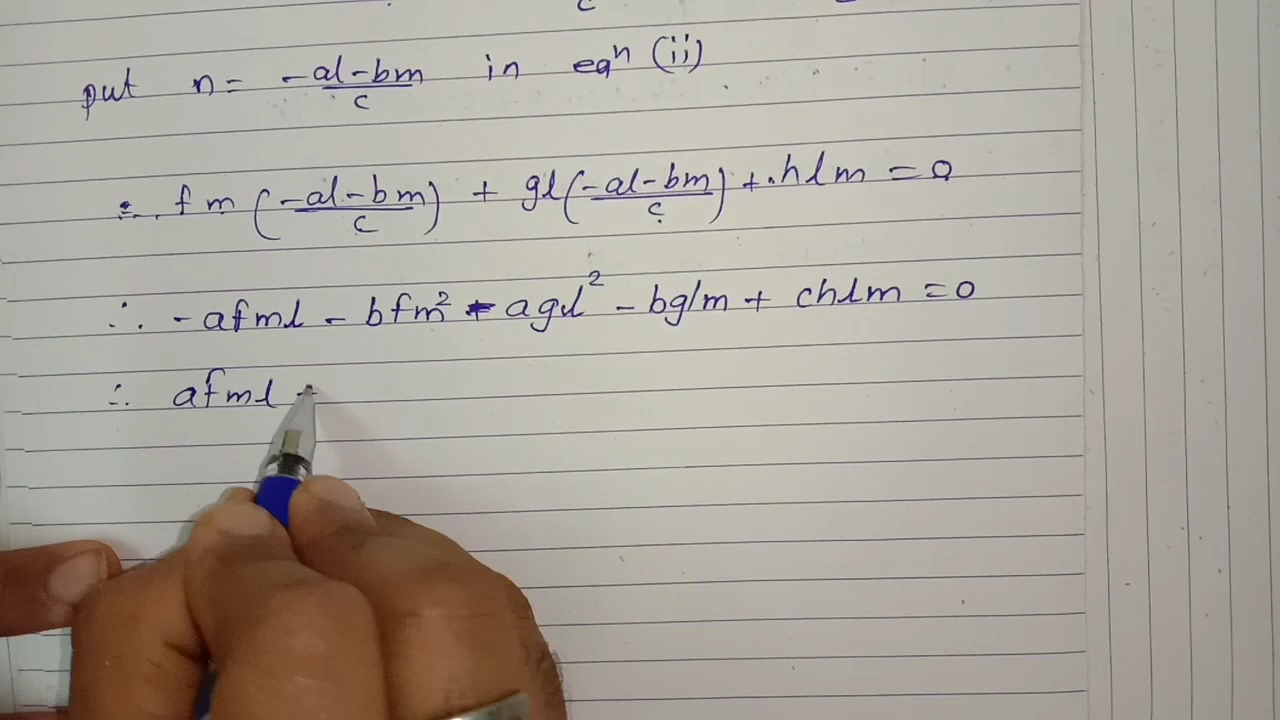 put n = -al-bm/c in eqⁿ (ii)
∴ fm (-al-bm/c) + gl (-al-bm/c) + hlm = 0
∴ -afml - bfm² - agl² - bglm + chlm = 0
∴ afml +